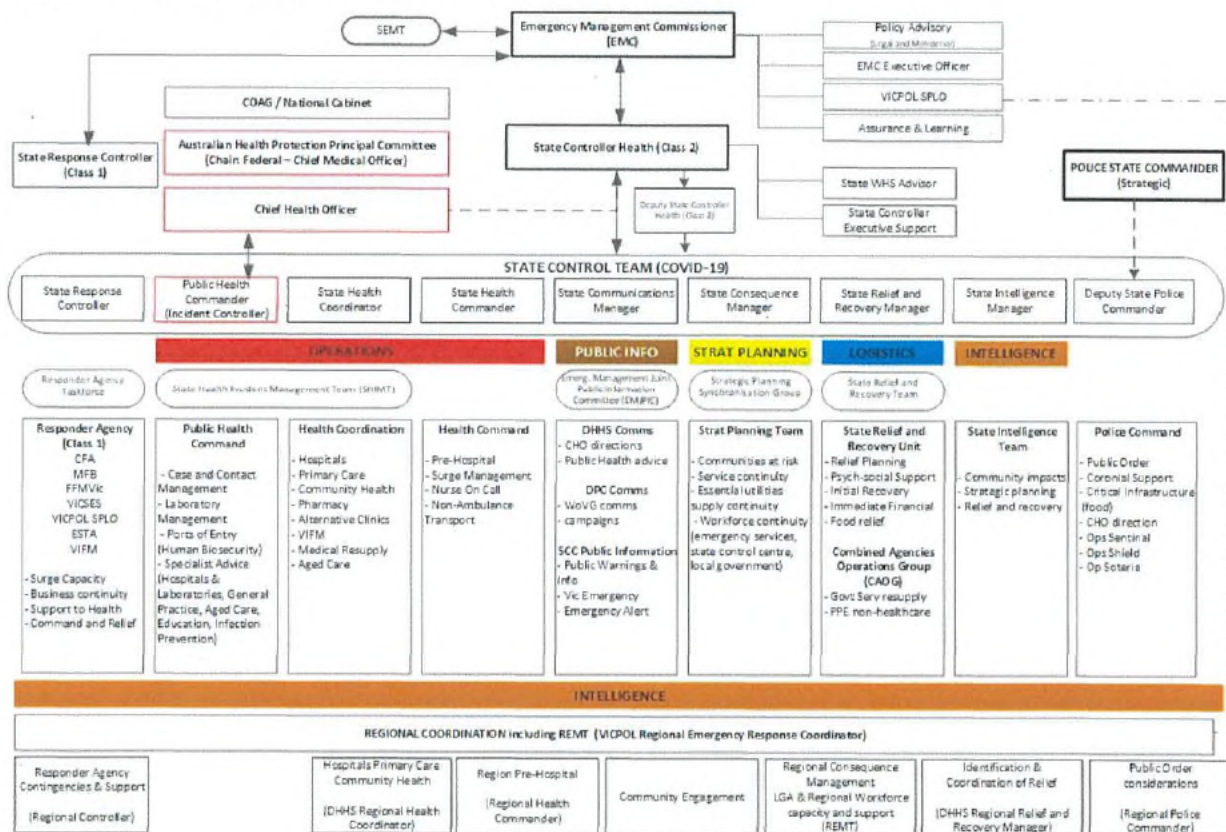 SEMT
Emergency Management Commissioner
(EMC)
Policy Advisory
(Legal and Ministerial)
EMC Executive Officer
VICPOL SPLO
Assurance & Learning
COAG / National Cabinet
Australian Health Protection Principal Committee
(Chain Federal – Chief Medical Officer)
Chief Health Officer
State Response Controller
(Class 1)
State Controller Health (Class 2)
Deputy State Controller
Health (Class 2)
State WHS Advisor
State Controller
Executive Support
POLICE STATE COMMANDER
(Strategic)
STATE CONTROL TEAM (COVID-19)
State Response
Controller
Public Health
Commander
(Incident Controller)
State Health
Coordinator
State Health
Commander
State Communications
Manager
State Consequence
Manager
State Relief and
Recovery Manager
State Intelligence
Manager
Deputy State Police
Commander
OPERATIONS
PUBLIC INFO
STRAT PLANNING
LOGISTICS
INTELLIGENCE
Responder Agency
Taskforce
State Health Incident Management Team (SHIMT)
Emerg. Management Joint
Public Information
Committee (EMJPIC)
Strategic Planning
Synchronisation Group
State Relief and
Recovery Team
Responder Agency
(Class 1)
CFA
MFB
FFMVic
VICSES
VICPOL SPLO
ESTA
VIFM
- Surge Capacity
- Business continuity
- Support to Health
- Command and Relief
Public Health
Command
- Case and Contact
Management
- Laboratory
Management
- Ports of Entry
(Human Biosecurity)
- Specialist Advice
(Hospitals &
Laboratories, General
Practice, Aged Care,
Education, Infection
Prevention)
Health Coordination
- Hospitals
- Primary Care
- Community Health
- Pharmacy
- Alternative Clinics
- VIFM
- Medical Resupply
- Aged Care
Health Command
- Pre-Hospital
- Surge Management
- Nurse On Call
- Non-Ambulance
Transport
DHHS Comms
- CHO directions
- Public Health advice
DPC Comms
- WoVG comms
- campaigns
SCC Public Information
- Public Warnings &
Info
- Vic Emergency
- Emergency Alert
Strat Planning Team
- Communities at risk
- Service continuity
- Essential utilities
supply continuity
- Workforce continuity
(emergency services,
state control centre,
local government)
State Relief and
Recovery Unit
- Relief Planning
- Psych-social Support
- Initial Recovery
- Immediate Financial
- Food relief
Combined Agencies
Operations Group
(CAOG)
- Govt Serv resupply
- PPE non-healthcare
State Intelligence
Team
- Community impacts
- Strategic planning
- Relief and recovery
Police Command
- Public Order
- Coronial Support
- Critical Infrastructure
(food)
- CHO direction
- Ops Sentinal
- Ops Shield
- Op Soteria
INTELLIGENCE
REGIONAL COORDINATION including REMT (VICPOL Regional Emergency Response Coordinator)
Responder Agency
Contingencies & Support
(Regional Controller)
Hospitals Primary Care
Community Health
(DHHS Regional Health
Coordinator)
Region Pre-Hospital
(Regional Health
Commander)
Community Engagement
Regional Consequence
Management
LGA & Regional Workforce
capacity and support
(REMT)
Identification &
Coordination of Relief
(DHHS Regional Relief and
Recovery Manager)
Public Order
considerations
(Regional Police
Commander)